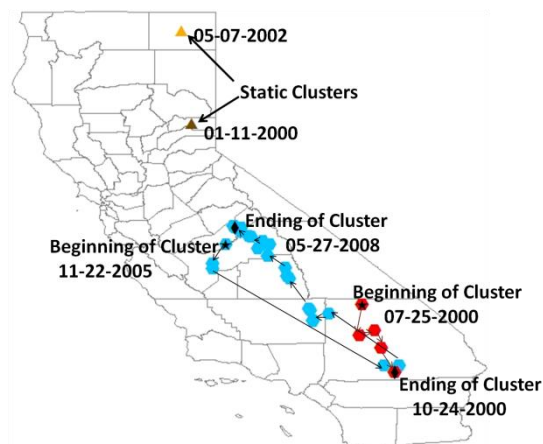 05-07-2002
Static Clusters
01-11-2000
Ending of Cluster
05-27-2008
Beginning of Cluster
11-22-2005
Beginning of Cluster
07-25-2000
Ending of Cluster
10-24-2000